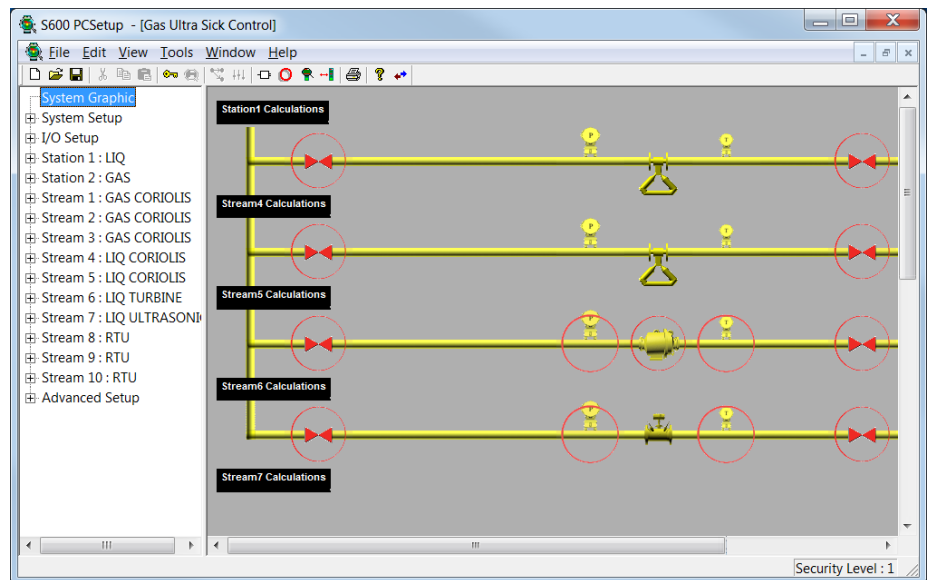 S600 PCSetup - [Gas Ultra Sick Control]
File Edit View Tools Window Help
System Graphic
System Setup
I/O Setup
Station 1 : LIQ
Station 2 : GAS
Stream 1 : GAS CORIOLIS
Stream 2 : GAS CORIOLIS
Stream 3 : GAS CORIOLIS
Stream 4 : LIQ CORIOLIS
Stream 5 : LIQ CORIOLIS
Stream 6 : LIQ TURBINE
Stream 7 : LIQ ULTRASONI
Stream 8 : RTU
Stream 9 : RTU
Stream 10 : RTU
Advanced Setup
Station1 Calculations
P T
Stream4 Calculations
P T
Stream5 Calculations
P T
Stream6 Calculations
P T
Stream7 Calculations
Security Level : 1